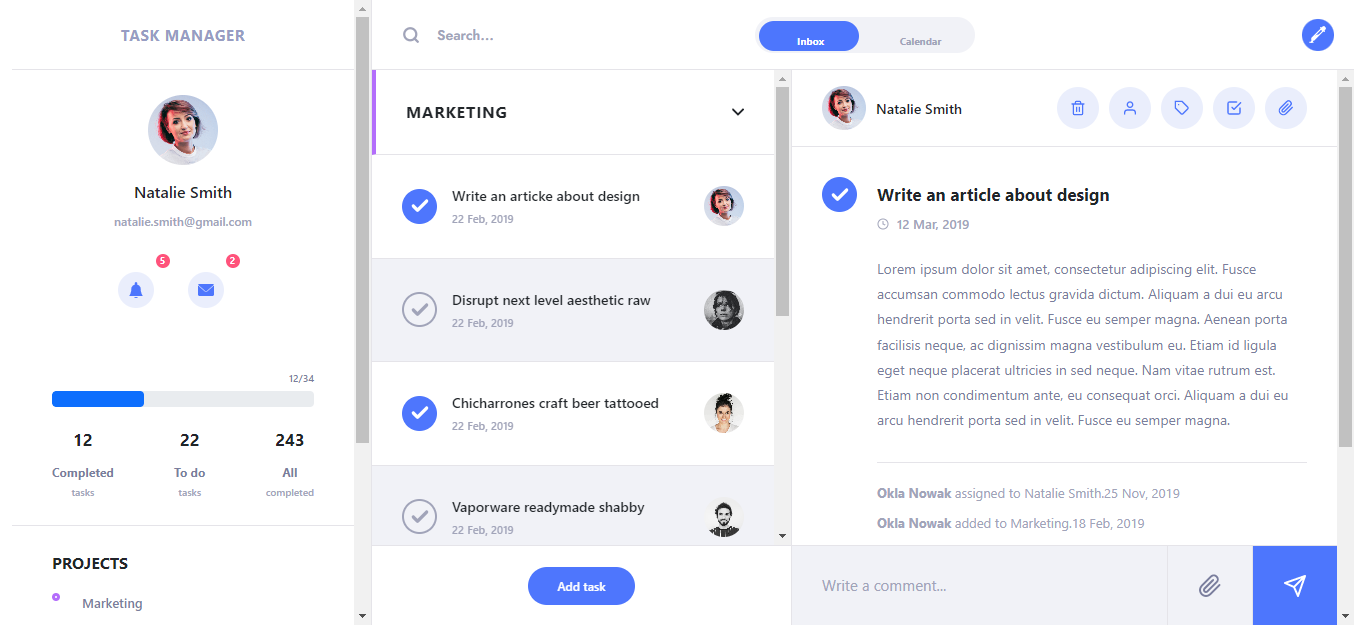 TASK MANAGER
Natalie Smith
natalie.smith@gmail.com
5
2
12/34
12
22
243
Completed
To do
All
tasks
tasks
completed
PROJECTS
Marketing
Search...
Inbox
Calendar
MARKETING
Write an articke about design
22 Feb, 2019
Disrupt next level aesthetic raw
22 Feb, 2019
Chicharrones craft beer tattooed
22 Feb, 2019
Vaporware readymade shabby
22 Feb, 2019
Add task
Natalie Smith
Write an article about design
12 Mar, 2019
Lorem ipsum dolor sit amet, consectetur adipiscing elit. Fusce
accumsan commodo lectus gravida dictum. Aliquam a dui eu arcu
hendrerit porta sed in velit. Fusce eu semper magna. Aenean porta
facilisis neque, ac dignissim magna vestibulum eu. Etiam id ligula
eget neque placerat ultricies in sed neque. Nam vitae rutrum est.
Etiam non condimentum ante, eu consequat orci. Aliquam a dui eu
arcu hendrerit porta sed in velit. Fusce eu semper magna.
Okla Nowak assigned to Natalie Smith.25 Nov, 2019
Okla Nowak added to Marketing.18 Feb, 2019
Write a comment...